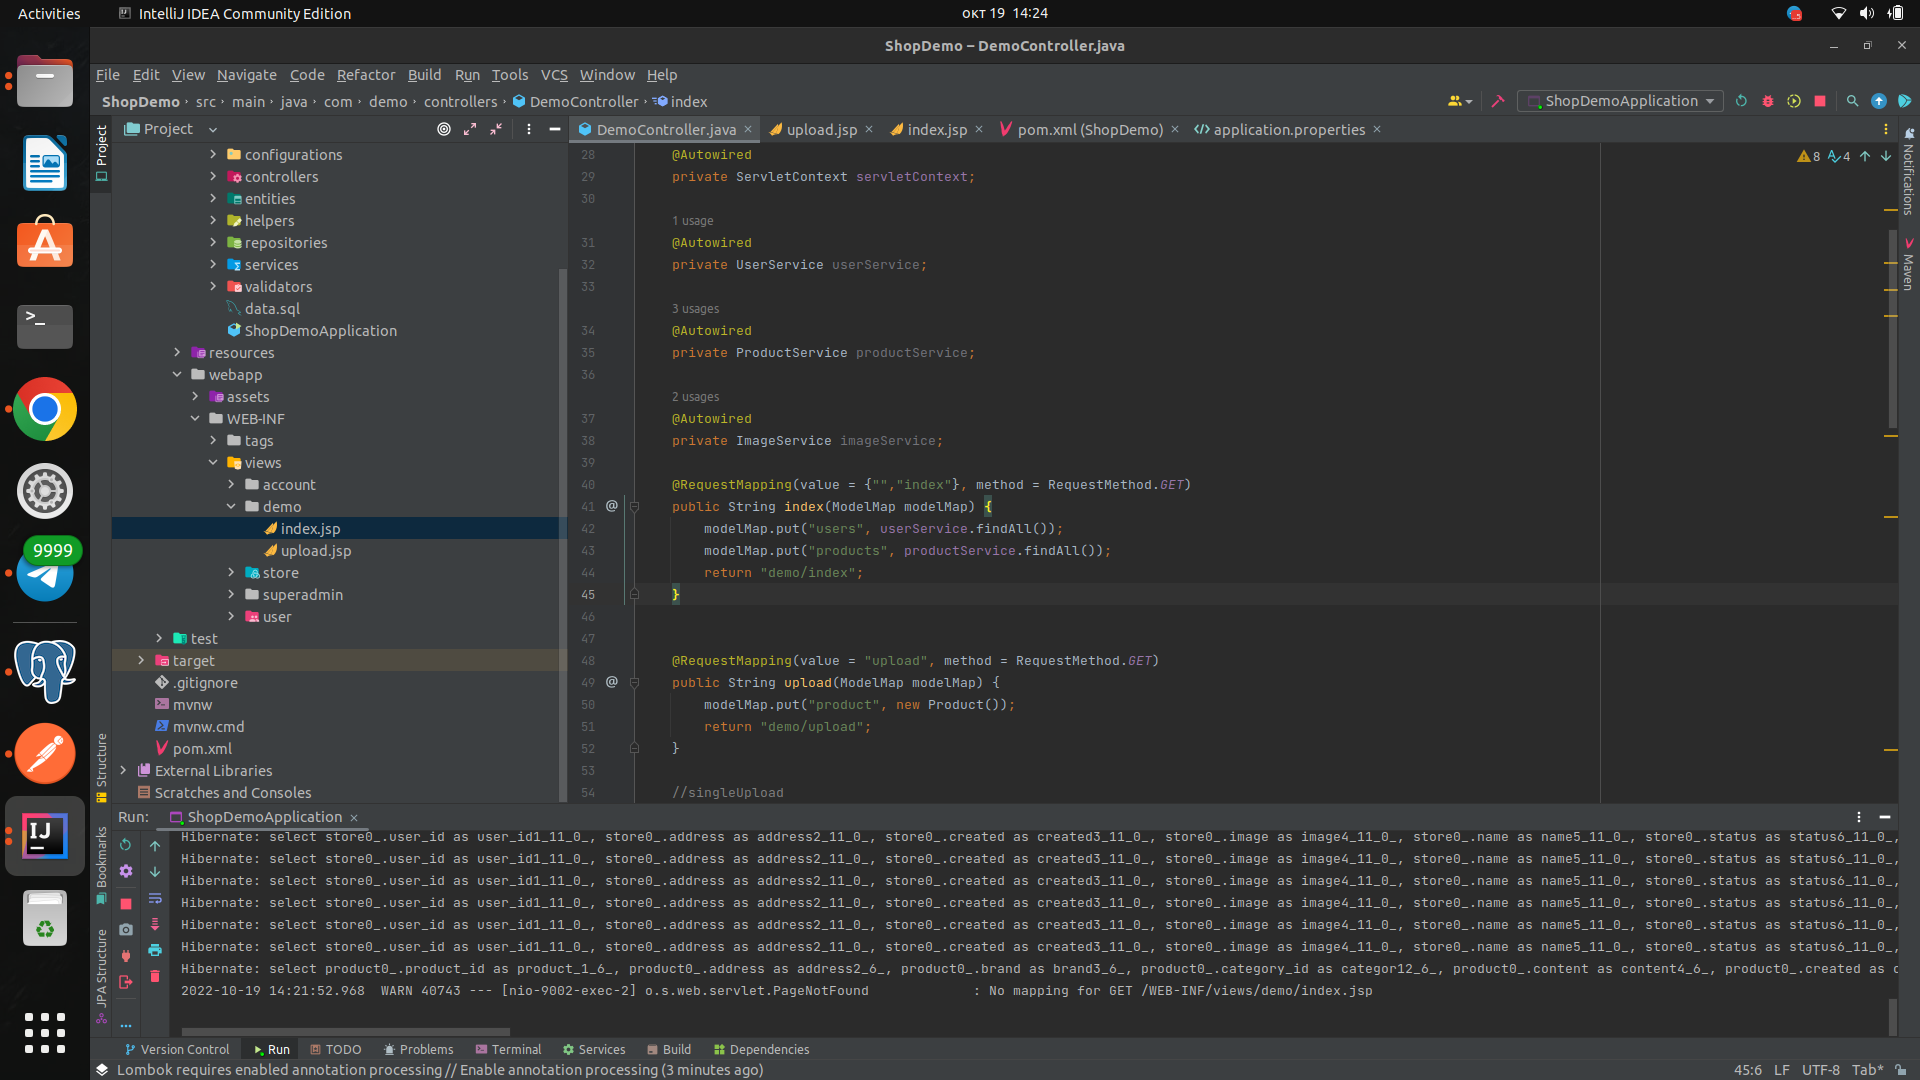 Activities
IntelliJ IDEA Community Edition
окт 19 14:24
ShopDemo – DemoController.java
File Edit View Navigate Code Refactor Build Run Tools VCS Window Help
ShopDemo › src › main › java › com › demo › controllers › DemoController › index
ShopDemoApplication
Project
Project
DemoController.java
upload.jsp
index.jsp
pom.xml (ShopDemo)
application.properties
Notifications
Maven
configurations
controllers
entities
helpers
repositories
services
validators
data.sql
ShopDemoApplication
resources
webapp
assets
WEB-INF
tags
views
account
demo
index.jsp
upload.jsp
store
superadmin
user
test
target
.gitignore
mvnw
mvnw.cmd
pom.xml
External Libraries
Scratches and Consoles
9999
8 4
28 @Autowired
29 private ServletContext servletContext;
30
1 usage
31 @Autowired
32 private UserService userService;
33
3 usages
34 @Autowired
35 private ProductService productService;
36
2 usages
37 @Autowired
38 private ImageService imageService;
39
40 @RequestMapping(value = {"","index"}, method = RequestMethod.GET)
41 public String index(ModelMap modelMap) {
42 modelMap.put("users", userService.findAll());
43 modelMap.put("products", productService.findAll());
44 return "demo/index";
45 }
46
47
48 @RequestMapping(value = "upload", method = RequestMethod.GET)
49 public String upload(ModelMap modelMap) {
50 modelMap.put("product", new Product());
51 return "demo/upload";
52 }
53
54 //singleUpload
Structure
Bookmarks
JPA Structure
Run: ShopDemoApplication
Hibernate: select store0_.user_id as user_id1_11_0_, store0_.address as address2_11_0_, store0_.created as created3_11_0_, store0_.image as image4_11_0_, store0_.name as name5_11_0_, store0_.status as status6_11_0_,
Hibernate: select store0_.user_id as user_id1_11_0_, store0_.address as address2_11_0_, store0_.created as created3_11_0_, store0_.image as image4_11_0_, store0_.name as name5_11_0_, store0_.status as status6_11_0_,
Hibernate: select store0_.user_id as user_id1_11_0_, store0_.address as address2_11_0_, store0_.created as created3_11_0_, store0_.image as image4_11_0_, store0_.name as name5_11_0_, store0_.status as status6_11_0_,
Hibernate: select store0_.user_id as user_id1_11_0_, store0_.address as address2_11_0_, store0_.created as created3_11_0_, store0_.image as image4_11_0_, store0_.name as name5_11_0_, store0_.status as status6_11_0_,
Hibernate: select store0_.user_id as user_id1_11_0_, store0_.address as address2_11_0_, store0_.created as created3_11_0_, store0_.image as image4_11_0_, store0_.name as name5_11_0_, store0_.status as status6_11_0_,
Hibernate: select store0_.user_id as user_id1_11_0_, store0_.address as address2_11_0_, store0_.created as created3_11_0_, store0_.image as image4_11_0_, store0_.name as name5_11_0_, store0_.status as status6_11_0_,
Hibernate: select product0_.product_id as product_1_6_, product0_.address as address2_6_, product0_.brand as brand3_6_, product0_.category_id as categor12_6_, product0_.content as content4_6_, product0_.created as c
2022-10-19 14:21:52.968 WARN 40743 --- [nio-9002-exec-2] o.s.web.servlet.PageNotFound : No mapping for GET /WEB-INF/views/demo/index.jsp
Version Control Run TODO Problems Terminal Services Build Dependencies
Lombok requires enabled annotation processing // Enable annotation processing (3 minutes ago)
45:6 LF UTF-8 Tab*